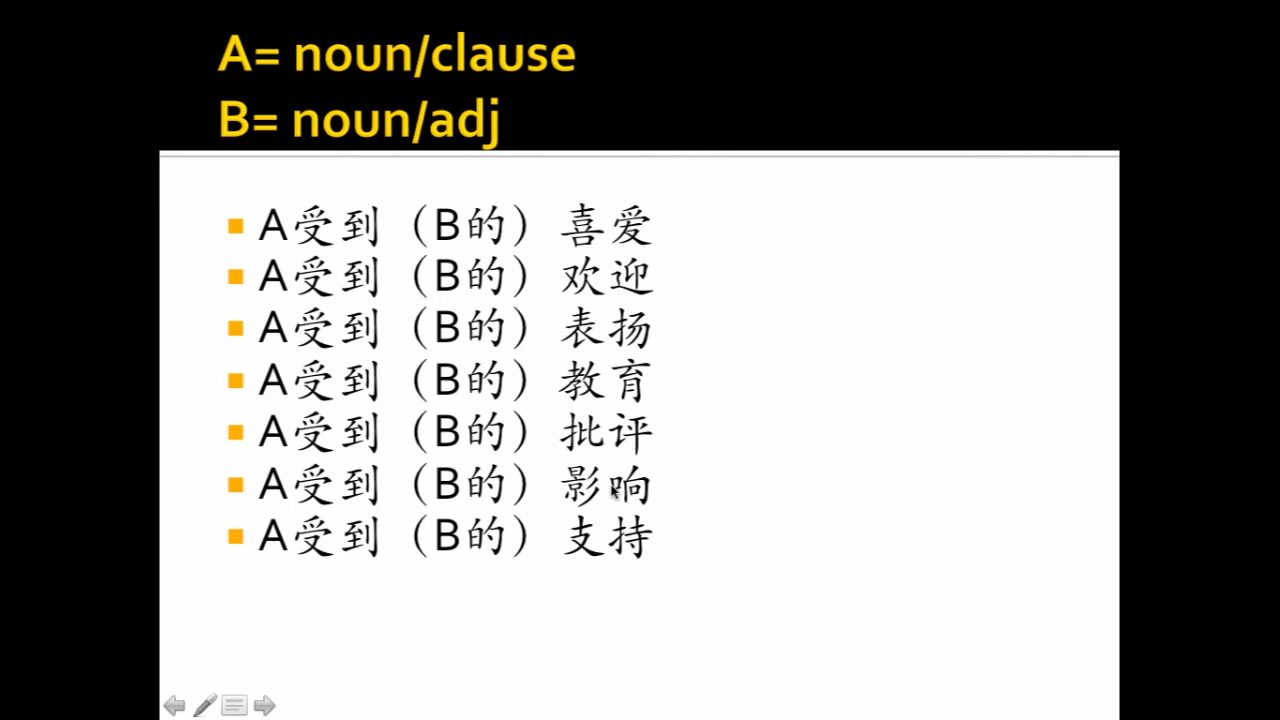 A= noun/clause
B= noun/adj
A受到（B的）喜爱
A受到（B的）欢迎
A受到（B的）表扬
A受到（B的）教育
A受到（B的）批评
A受到（B的）影响
A受到（B的）支持